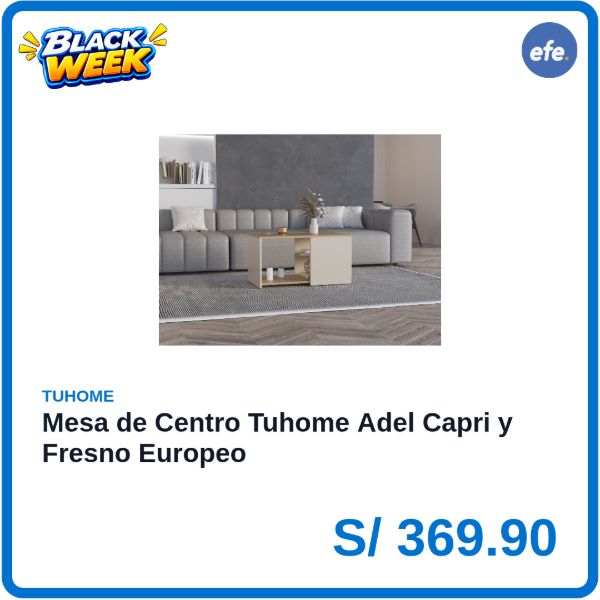 BLACK
WEEK
efe.
TUHOME
Mesa de Centro Tuhome Adel Capri y
Fresno Europeo
S/ 369.90